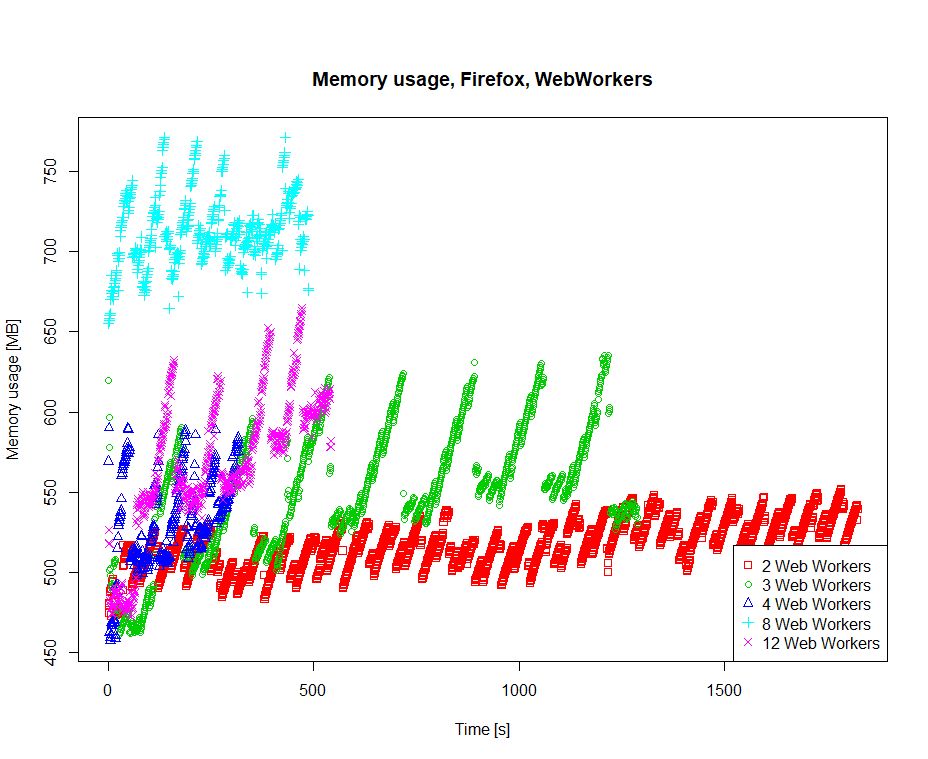 Memory usage, Firefox, WebWorkers
Memory usage [MB]
750
700
650
600
550
500
450
0 500 1000 1500
Time [s]
2 Web Workers
3 Web Workers
4 Web Workers
8 Web Workers
12 Web Workers